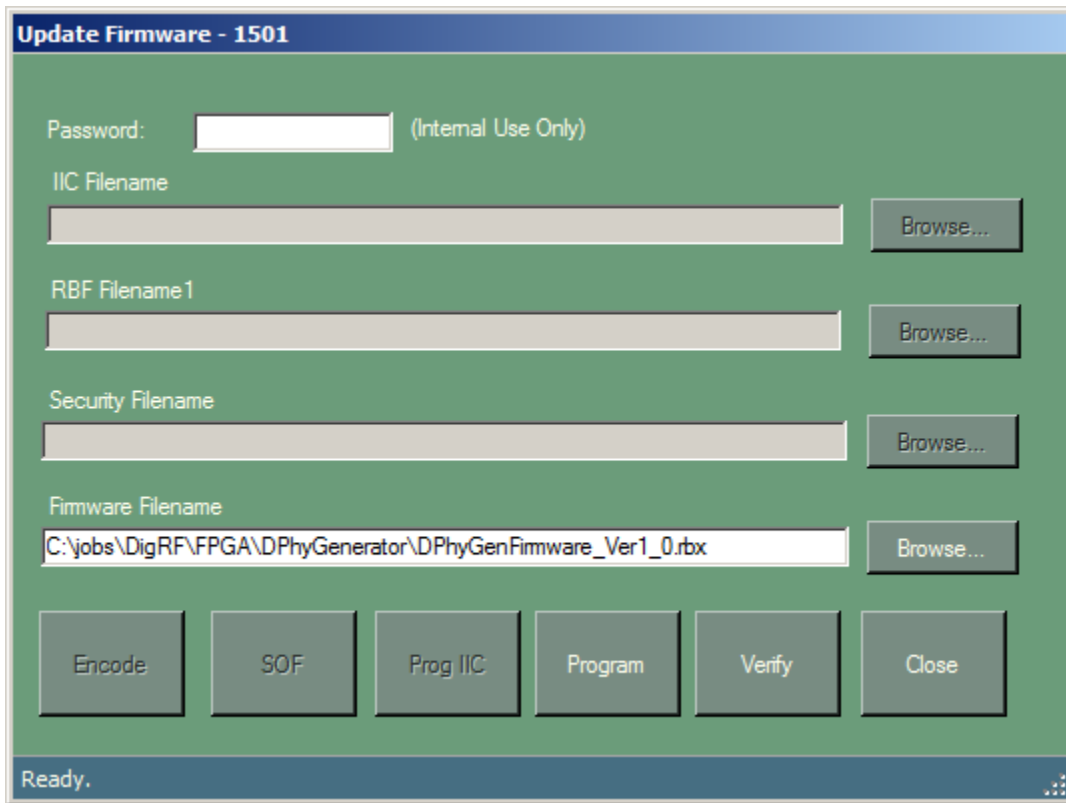 Update Firmware - 1501
Password: (Internal Use Only)
IIC Filename
Browse...
RBF Filename1
Browse...
Security Filename
Browse...
Firmware Filename
C:\jobs\DigRF\FPGA\DPhyGenerator\DPhyGenFirmware_Ver1_0.rbx Browse...
Encode SOF Prog IIC Program Verify Close
Ready.